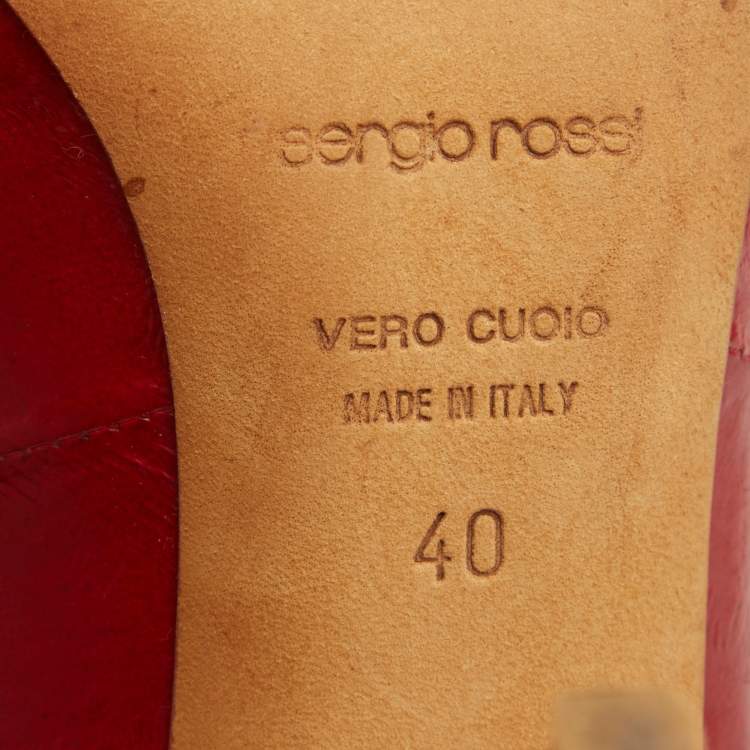 sergio rossi
VERO CUOIO
MADE IN ITALY
40